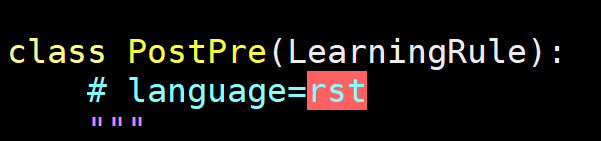 class PostPre(LearningRule):
    # language=rst
    """